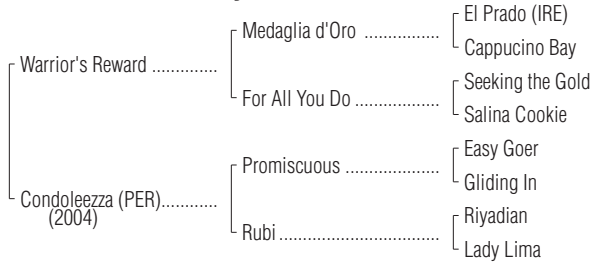 El Prado (IRE)
Medaglia d'Oro ..............
Cappucino Bay
Warrior's Reward .............
Seeking the Gold
For All You Do ..................
Salina Cookie
Easy Goer
Promiscuous ....................
Gliding In
Condoleezza (PER)...........
(2004)
Riyadian
Rubi..................................
Lady Lima